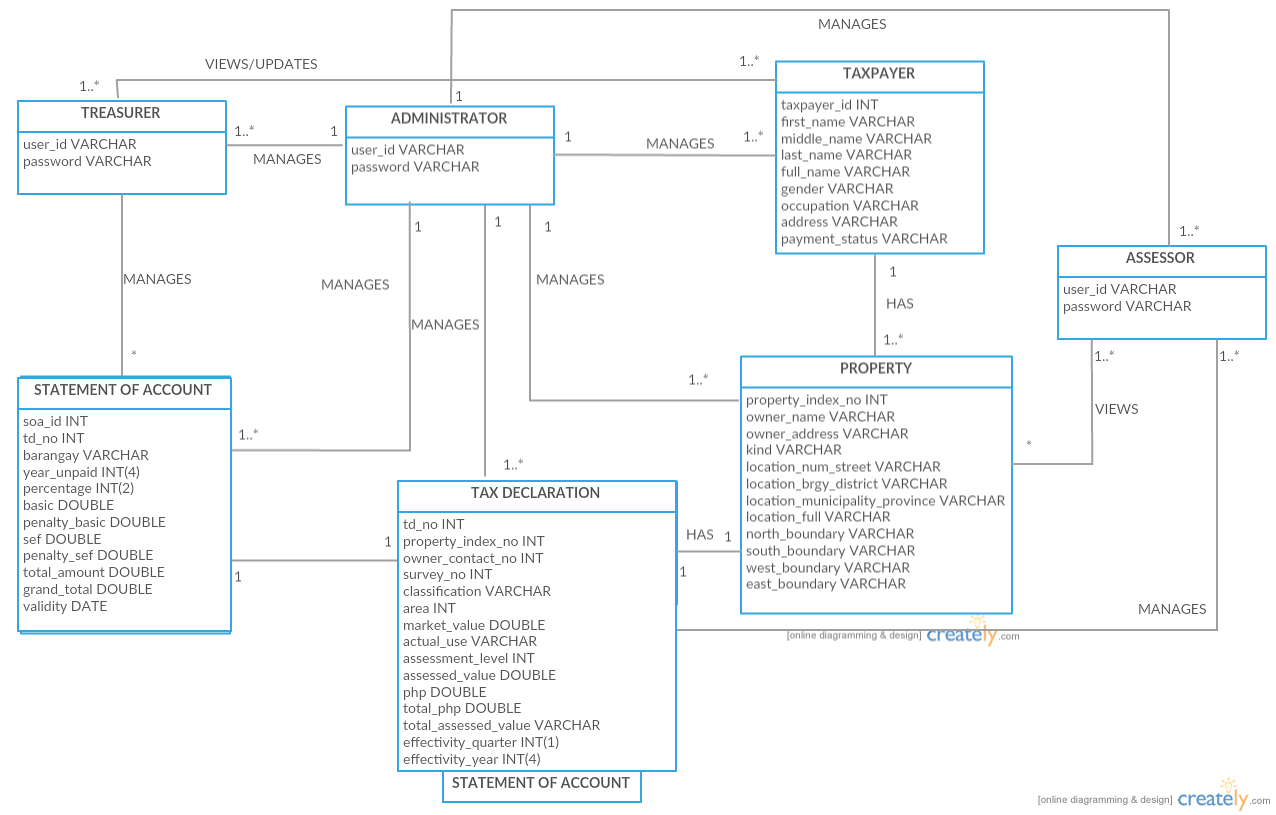 MANAGES
VIEWS/UPDATES
1..*
1..*
1
TAXPAYER
taxpayer_id INT
first_name VARCHAR
middle_name VARCHAR
last_name VARCHAR
full_name VARCHAR
gender VARCHAR
occupation VARCHAR
address VARCHAR
payment_status VARCHAR
TREASURER
user_id VARCHAR
password VARCHAR
1..*
1
MANAGES
ADMINISTRATOR
user_id VARCHAR
password VARCHAR
1
MANAGES
1..*
1
1
1
1
HAS
1..*
1..*
ASSESSOR
user_id VARCHAR
password VARCHAR
MANAGES
MANAGES
MANAGES
MANAGES
*
1..*
1..*
1..*
1..*
VIEWS
*
STATEMENT OF ACCOUNT
soa_id INT
td_no INT
barangay VARCHAR
year_unpaid INT(4)
percentage INT(2)
basic DOUBLE
penalty_basic DOUBLE
sef DOUBLE
penalty_sef DOUBLE
total_amount DOUBLE
grand_total DOUBLE
validity DATE
1..*
1
1
PROPERTY
property_index_no INT
owner_name VARCHAR
owner_address VARCHAR
kind VARCHAR
location_num_street VARCHAR
location_brgy_district VARCHAR
location_municipality_province VARCHAR
location_full VARCHAR
north_boundary VARCHAR
south_boundary VARCHAR
west_boundary VARCHAR
east_boundary VARCHAR
TAX DECLARATION
td_no INT
property_index_no INT
owner_contact_no INT
survey_no INT
classification VARCHAR
area INT
market_value DOUBLE
actual_use VARCHAR
assessment_level INT
assessed_value DOUBLE
php DOUBLE
total_php DOUBLE
total_assessed_value VARCHAR
effectivity_quarter INT(1)
effectivity_year INT(4)
HAS
1
1
MANAGES
[online diagramming & design] creately.com
STATEMENT OF ACCOUNT
[online diagramming & design] creately.com